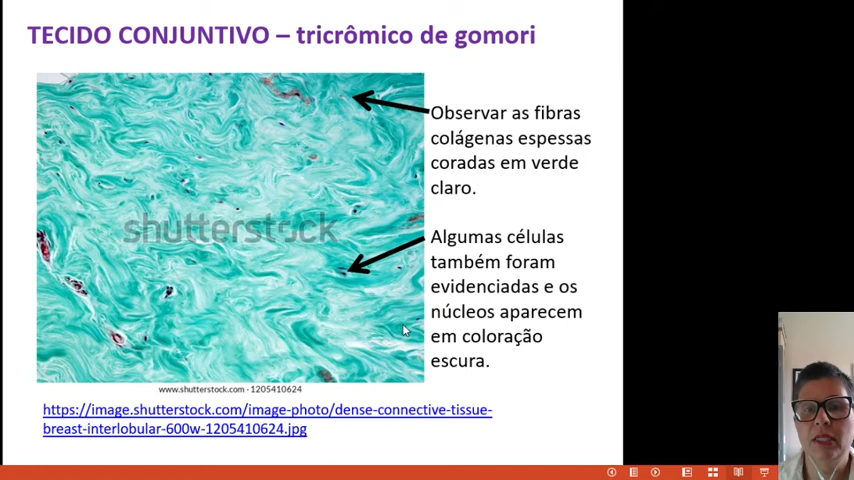 TECIDO CONJUNTIVO – tricrômico de gomori
Observar as fibras
colágenas espessas
coradas em verde
claro.
shutterstock
Algumas células
também foram
evidenciadas e os
núcleos aparecem
em coloração
escura.
www.shutterstock.com · 1205410624
https://image.shutterstock.com/image-photo/dense-connective-tissue-
breast-interlobular-600w-1205410624.jpg